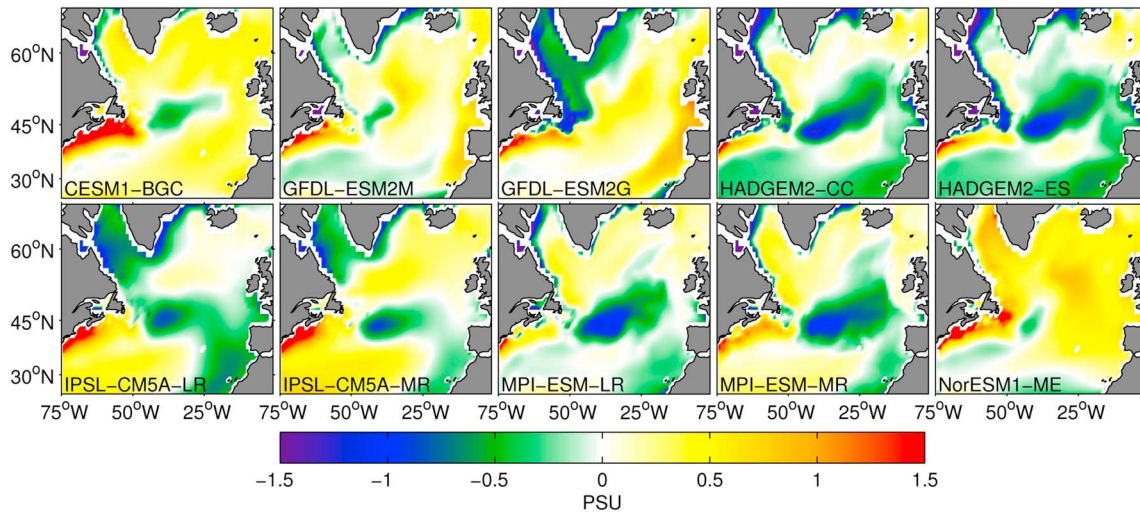 60°N
45°N
30°N
CESM1-BGC
GFDL-ESM2M
GFDL-ESM2G
HADGEM2-CC
HADGEM2-ES
60°N
45°N
30°N
IPSL-CM5A-LR
IPSL-CM5A-MR
MPI-ESM-LR
MPI-ESM-MR
NorESM1-ME
75°W 50°W 25°W 75°W 50°W 25°W 75°W 50°W 25°W 75°W 50°W 25°W 75°W 50°W 25°W
−1.5 −1 −0.5 0 0.5 1 1.5
PSU